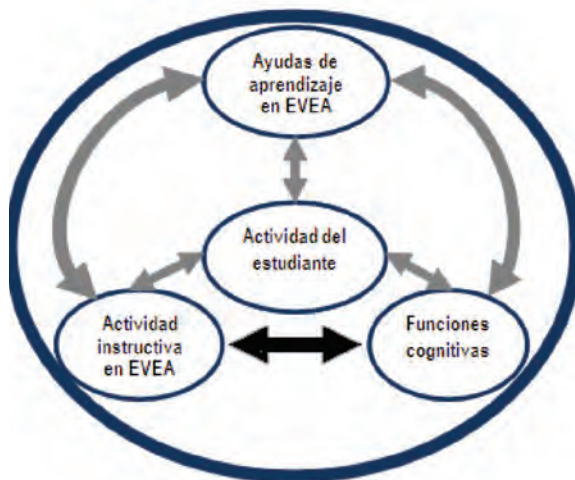 Ayudas de
aprendizaje
en EVEA
Actividad del
estudiante
Actividad
instructiva
en EVEA
Funciones
cognitivas